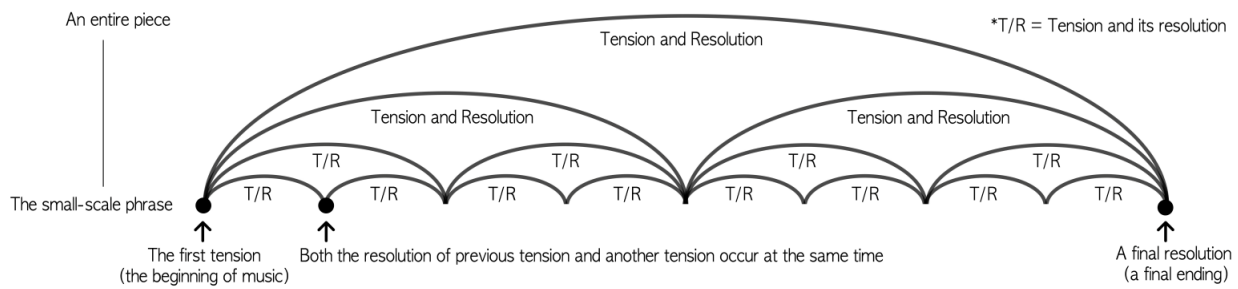 An entire piece
*T/R = Tension and its resolution
Tension and Resolution
Tension and Resolution
Tension and Resolution
T/R
T/R
T/R
T/R
T/R
T/R
T/R
T/R
T/R
T/R
T/R
T/R
The small-scale phrase
The first tension
(the beginning of music)
Both the resolution of previous tension and another tension occur at the same time
A final resolution
(a final ending)